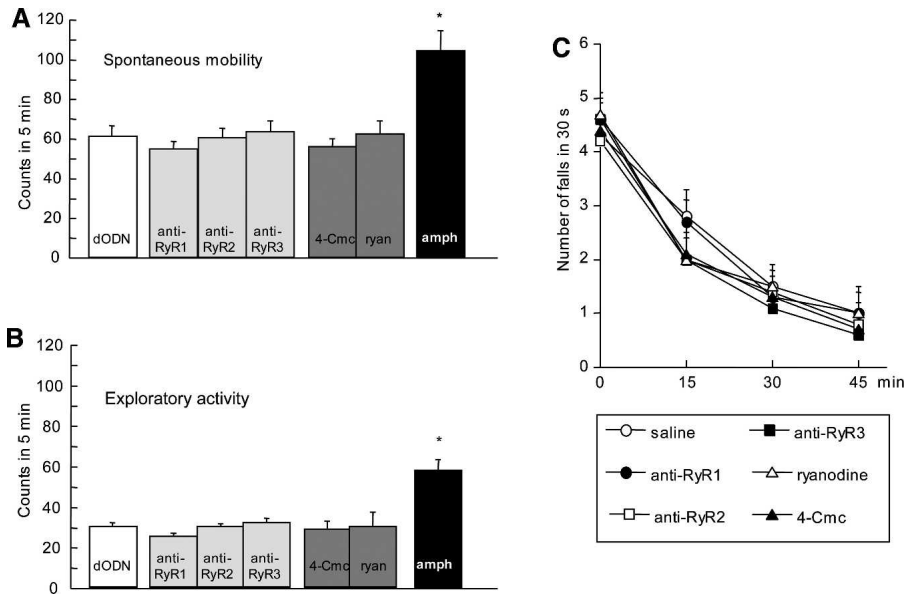 A
120
100
80
60
40
20
0
Counts in 5 min
Spontaneous mobility
*
dODN
anti-
RyR1
anti-
RyR2
anti-
RyR3
4-Cmc
ryan
amph
B
120
100
80
60
40
20
0
Counts in 5 min
Exploratory activity
*
dODN
anti-
RyR1
anti-
RyR2
anti-
RyR3
4-Cmc
ryan
amph
C
6
5
4
3
2
1
0
Number of falls in 30 s
0 15 30 45 min
saline
anti-RyR3
anti-RyR1
ryanodine
anti-RyR2
4-Cmc